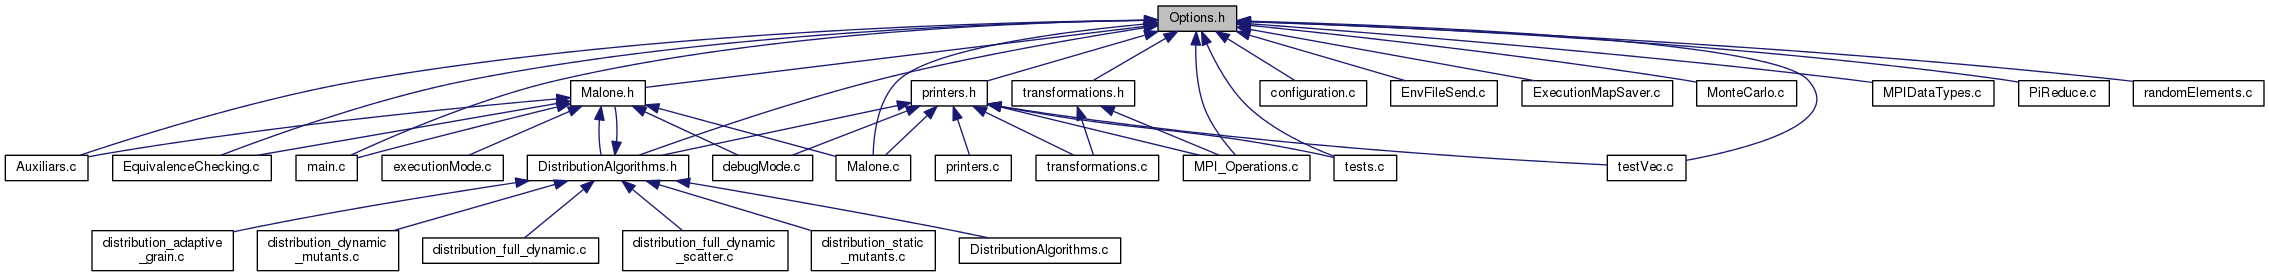 Options.h
Malone.h
printers.h
transformations.h
configuration.c
EnvFileSend.c
ExecutionMapSaver.c
MonteCarlo.c
MPIDataTypes.c
PiReduce.c
randomElements.c
Auxiliars.c
EquivalenceChecking.c
main.c
executionMode.c
DistributionAlgorithms.h
debugMode.c
Malone.c
printers.c
transformations.c
MPI_Operations.c
tests.c
testVec.c
distribution_adaptive
_grain.c
distribution_dynamic
_mutants.c
distribution_full_dynamic.c
distribution_full_dynamic
_scatter.c
distribution_static
_mutants.c
DistributionAlgorithms.c